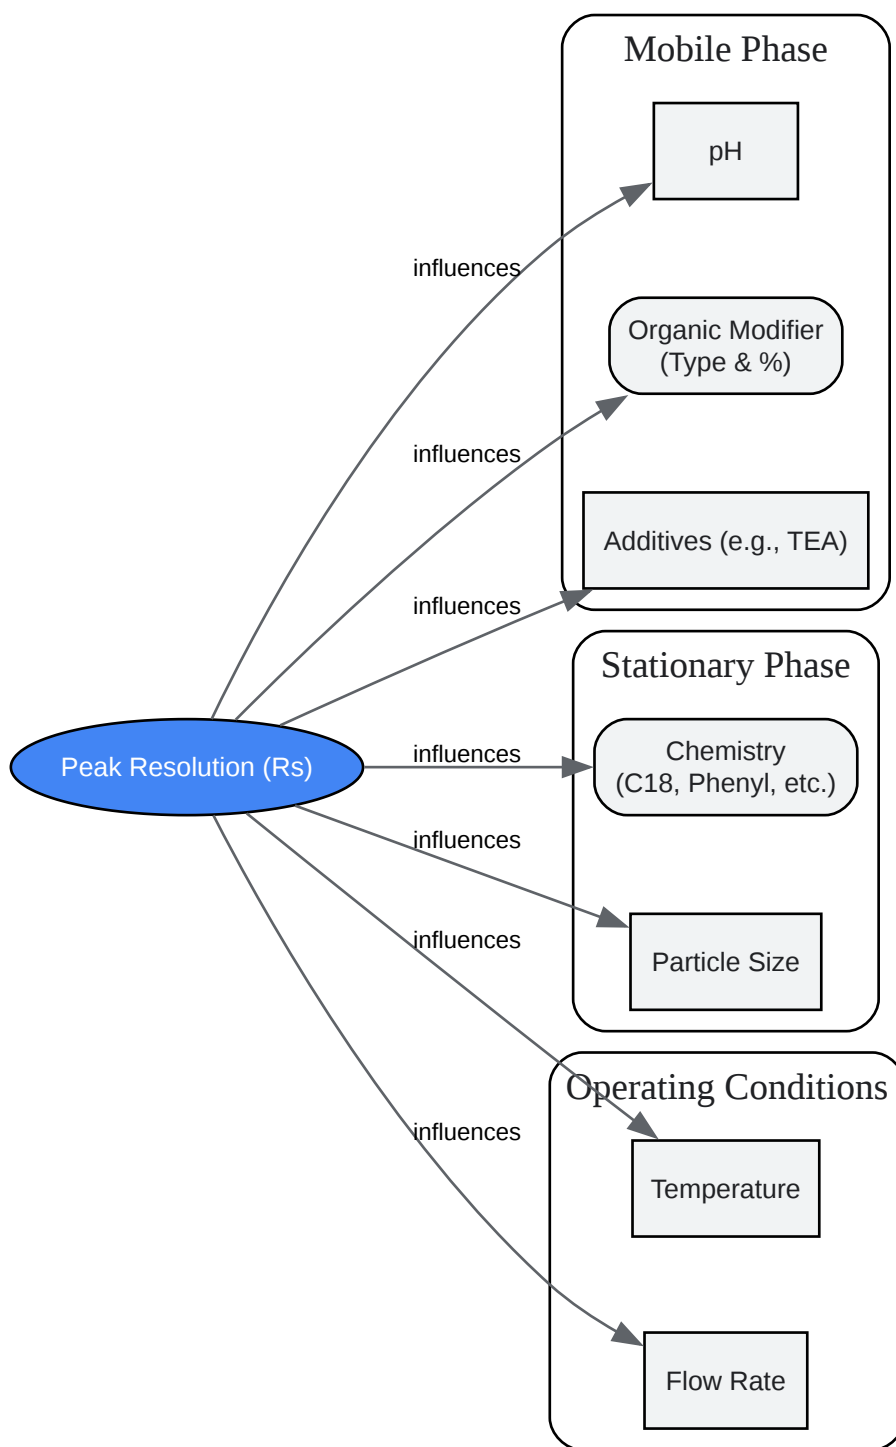 Mobile Phase
pH
influences
Organic Modifier
(Type & %)
influences
Additives (e.g., TEA)
influences
Stationary Phase
Peak Resolution (Rs)
influences
Chemistry
(C18, Phenyl, etc.)
influences
Particle Size
influences
Operating Conditions
influences
Temperature
Flow Rate